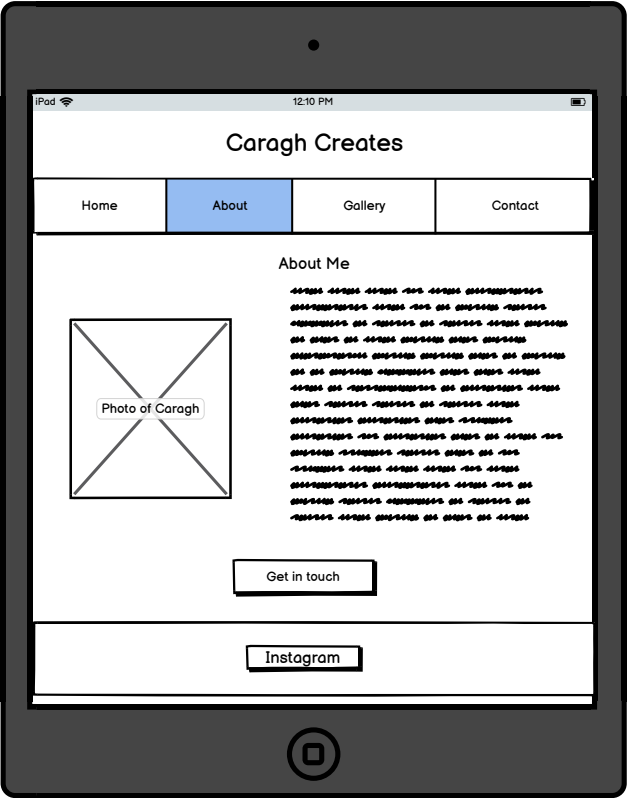 iPad 12:10 PM
Caragh Creates
Home About Gallery Contact
About Me
Photo of Caragh
Get in touch
Instagram